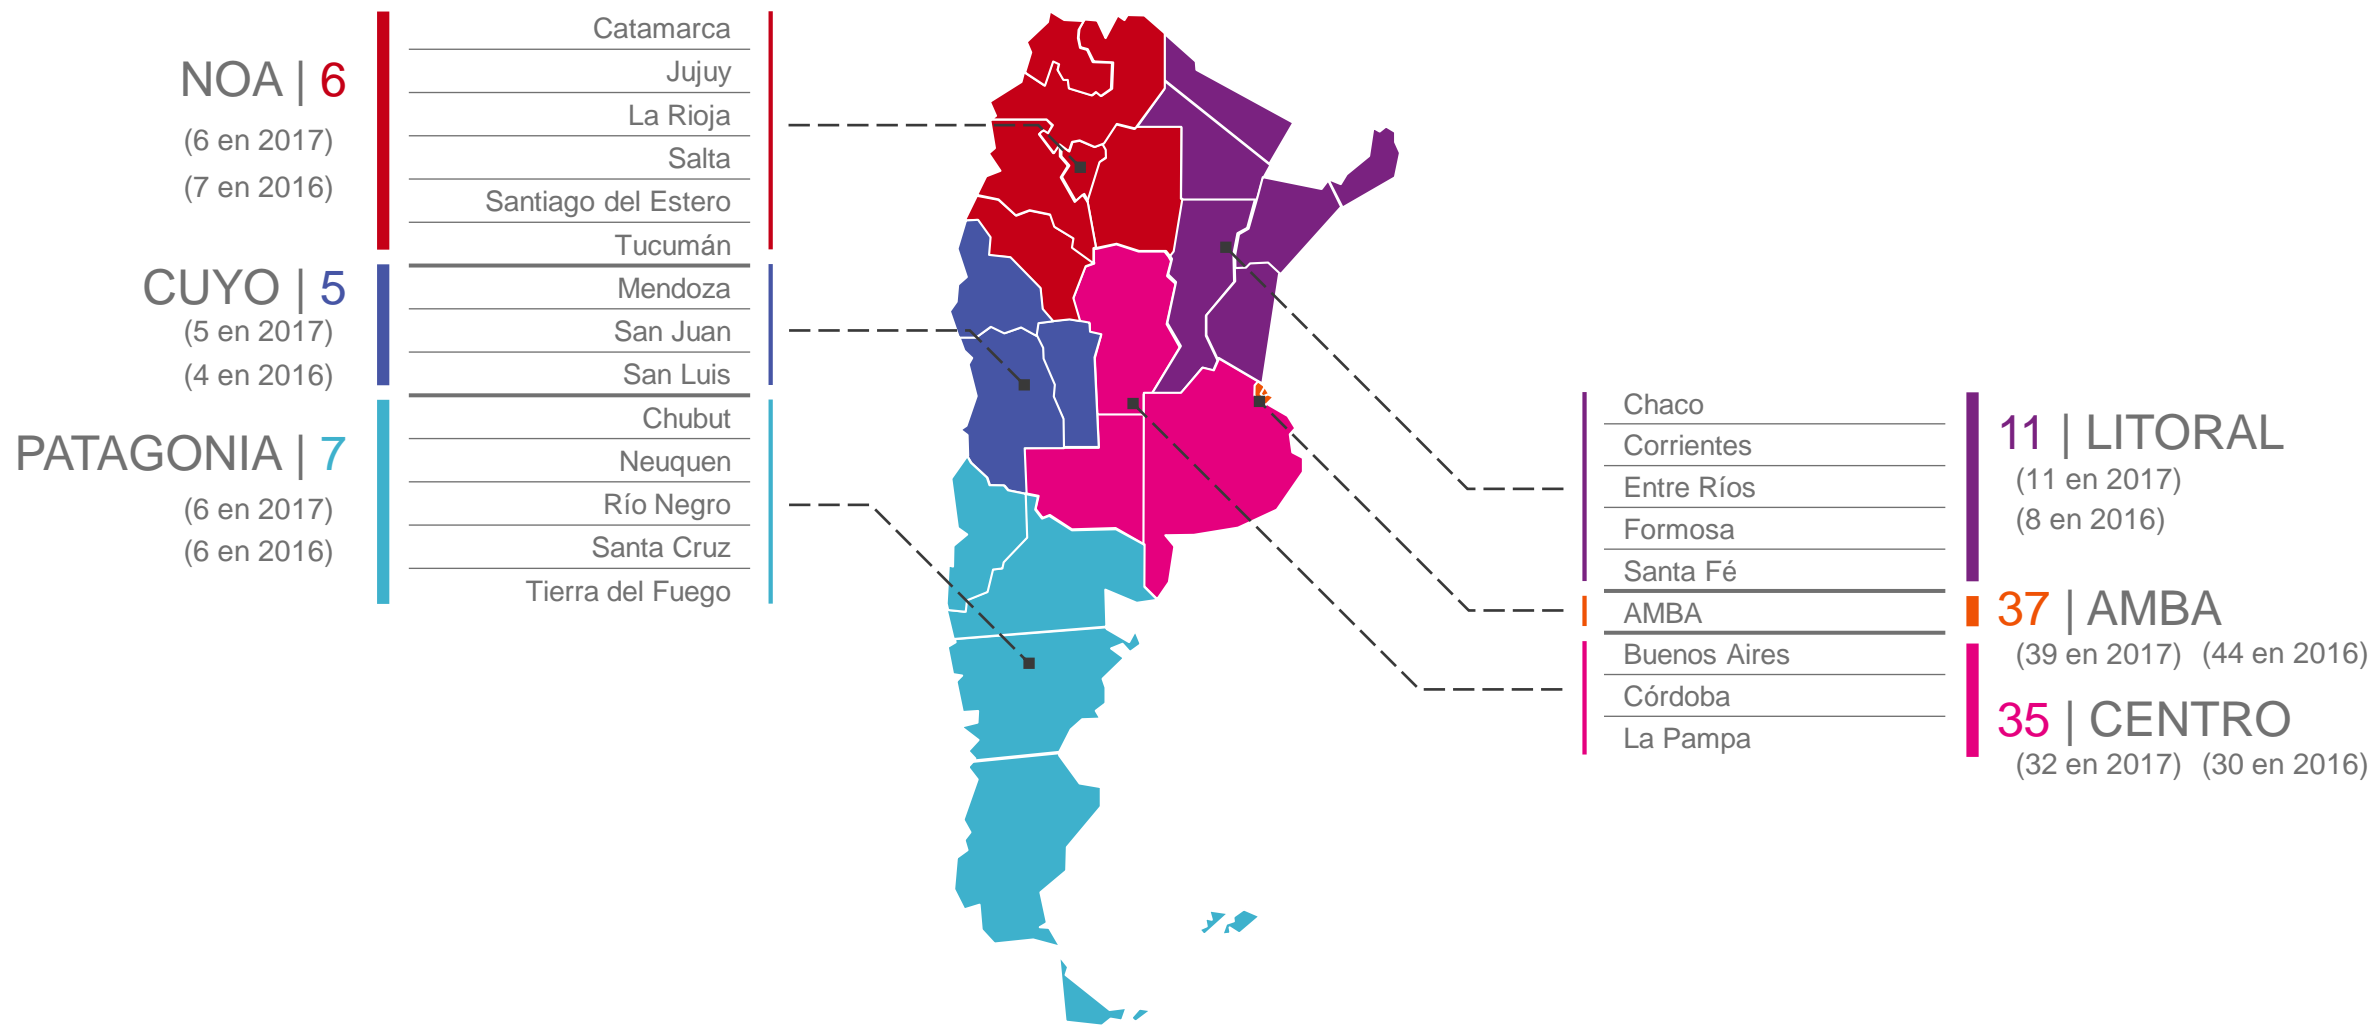 NOA | 6
(6 en 2017)
(7 en 2016)
Catamarca
Jujuy
La Rioja
Salta
Santiago del Estero
Tucumán
CUYO | 5
(5 en 2017)
(4 en 2016)
Mendoza
San Juan
San Luis
PATAGONIA | 7
(6 en 2017)
(6 en 2016)
Chubut
Neuquen
Río Negro
Santa Cruz
Tierra del Fuego
Chaco
Corrientes
Entre Ríos
Formosa
Santa Fé
11 | LITORAL
(11 en 2017)
(8 en 2016)
AMBA
37 | AMBA
(39 en 2017) (44 en 2016)
Buenos Aires
Córdoba
La Pampa
35 | CENTRO
(32 en 2017) (30 en 2016)